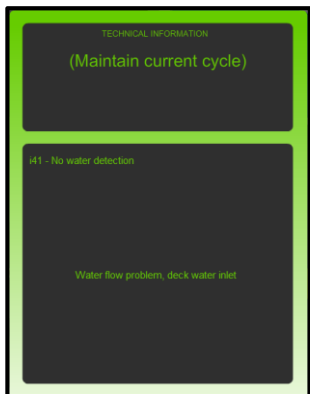 TECHNICAL INFORMATION
(Maintain current cycle)
i41 - No water detection
Water flow problem, deck water inlet